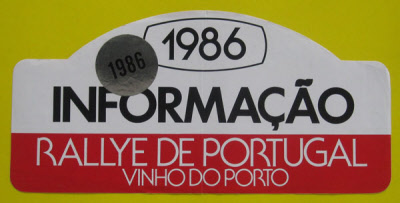 1986
1986
INFORMAÇÃO
RALLYE DE PORTUGAL
VINHO DO PORTO